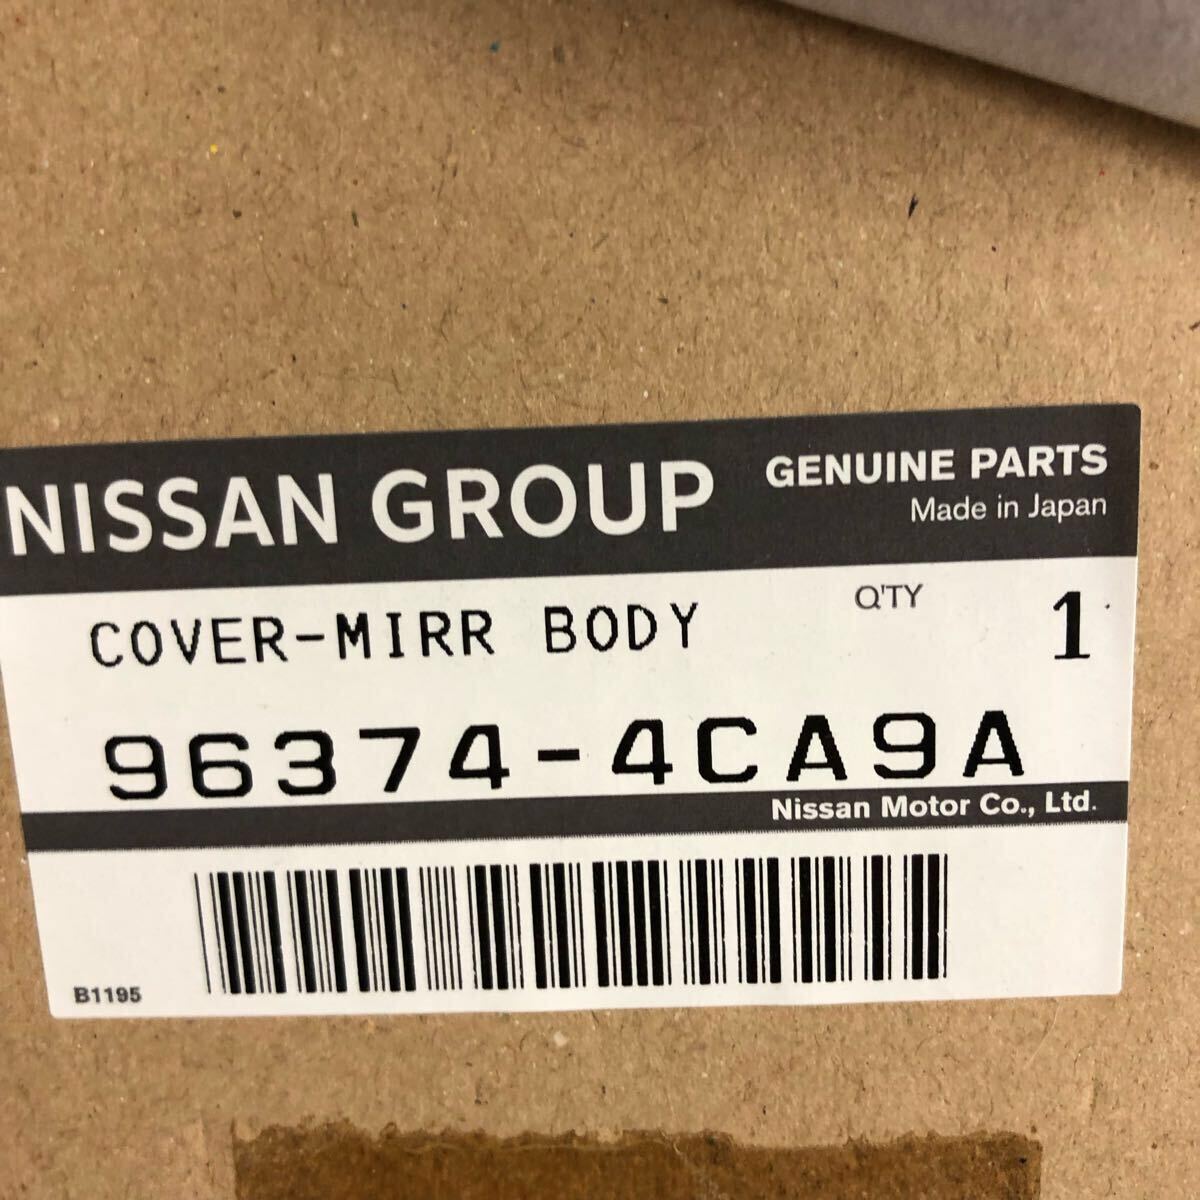 NISSAN GROUP
GENUINE PARTS
Made in Japan
COVER-MIRR BODY
Q'TY
1
96374-4CA9A
Nissan Motor Co., Ltd.
B1195